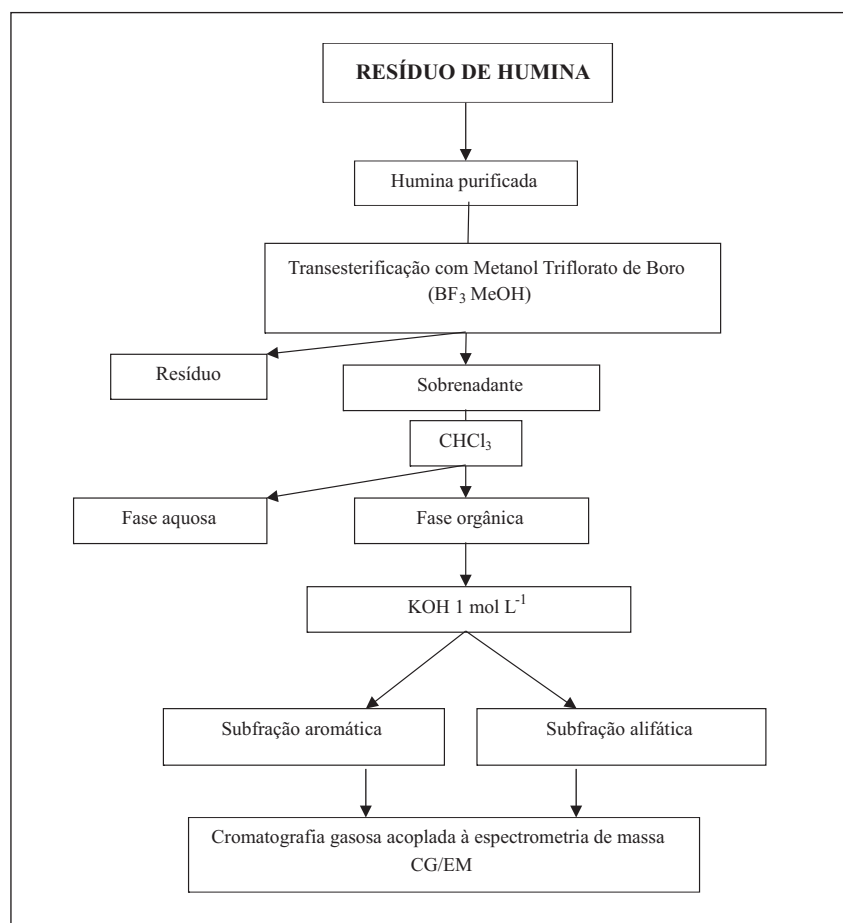 RESÍDUO DE HUMINA
Humina purificada
Transesterificação com Metanol Triflorato de Boro
(BF₃ MeOH)
Resíduo
Sobrenadante
CHCl₃
Fase aquosa
Fase orgânica
KOH 1 mol L⁻¹
Subfração aromática
Subfração alifática
Cromatografia gasosa acoplada à espectrometria de massa
CG/EM